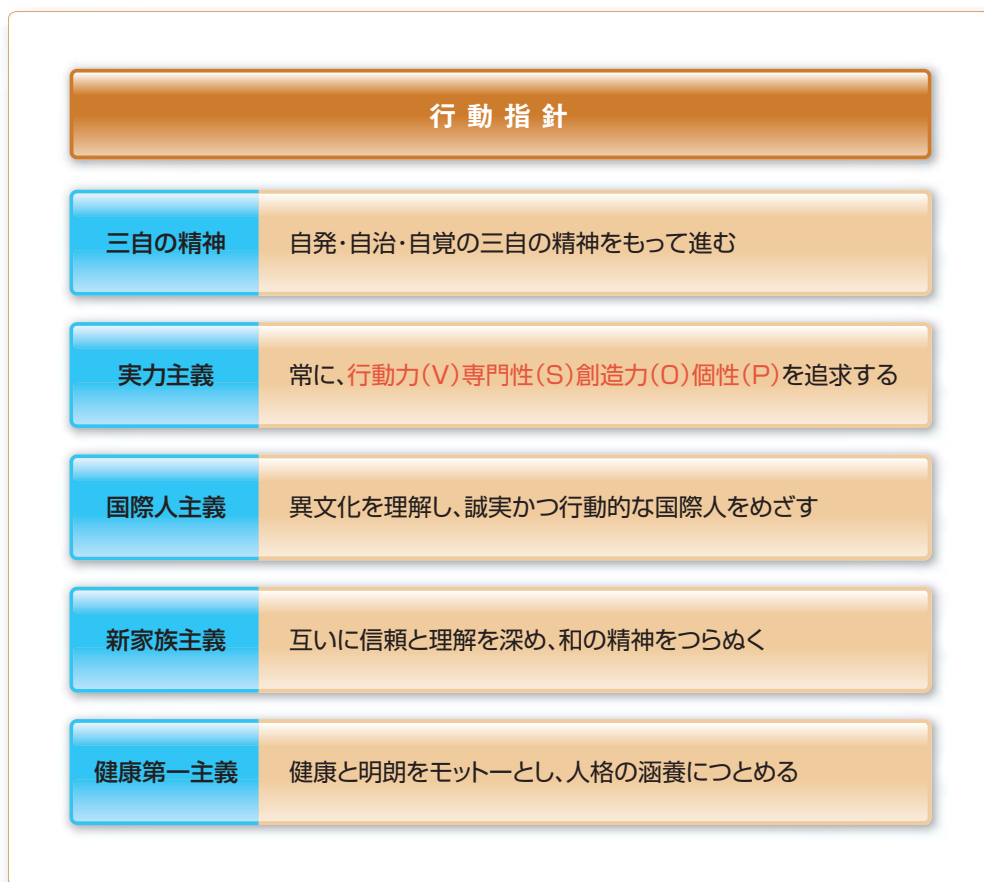 行動指針
三自の精神
自発・自治・自覚の三自の精神をもって進む
実力主義
常に、行動力(V)専門性(S)創造力(O)個性(P)を追求する
国際人主義
異文化を理解し、誠実かつ行動的な国際人をめざす
新家族主義
互いに信頼と理解を深め、和の精神をつらぬく
健康第一主義
健康と明朗をモットーとし、人格の涵養につとめる